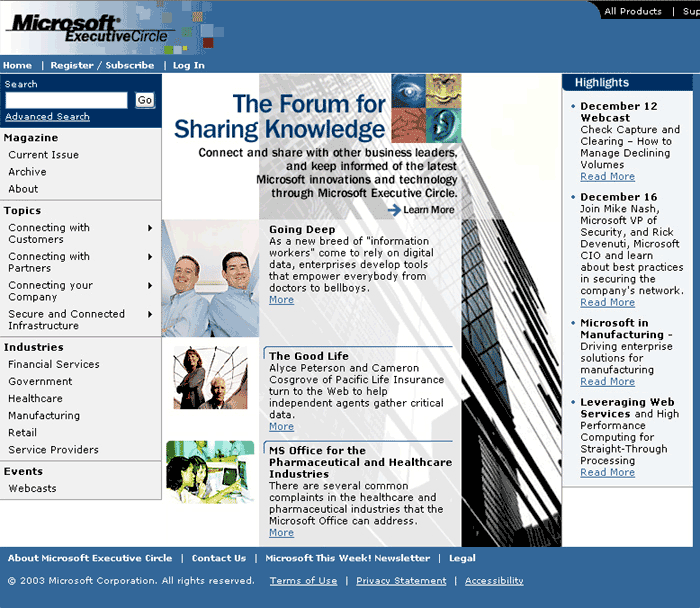 All Products | Sup
Microsoft®
ExecutiveCircle
Home | Register / Subscribe | Log In
Search
Go
Advanced Search
Magazine
Current Issue
Archive
About
Topics
Connecting with
Customers
Connecting with
Partners
Connecting your
Company
Secure and Connected
Infrastructure
Industries
Financial Services
Government
Healthcare
Manufacturing
Retail
Service Providers
Events
Webcasts
The Forum for
Sharing Knowledge
Connect and share with other business leaders,
and keep informed of the latest
Microsoft innovations and technology
through Microsoft Executive Circle.
Learn More
Going Deep
As a new breed of "information
workers" come to rely on digital
data, enterprises develop tools
that empower everybody from
doctors to bellboys.
More
The Good Life
Alyce Peterson and Cameron
Cosgrove of Pacific Life Insurance
turn to the Web to help
independent agents gather critical
data.
More
MS Office for the
Pharmaceutical and Healthcare
Industries
There are several common
complaints in the healthcare and
pharmaceutical industries that the
Microsoft Office can address.
More
Highlights
December 12
Webcast
Check Capture and
Clearing – How to
Manage Declining
Volumes
Read More
December 16
Join Mike Nash,
Microsoft VP of
Security, and Rick
Devenuti, Microsoft
CIO and learn
about best practices
in securing the
company's network.
Read More
Microsoft in
Manufacturing –
Driving enterprise
solutions for
manufacturing
Read More
Leveraging Web
Services and High
Performance
Computing for
Straight-Through
Processing
Read More
About Microsoft Executive Circle | Contact Us | Microsoft This Week! Newsletter | Legal
© 2003 Microsoft Corporation. All rights reserved. Terms of Use | Privacy Statement | Accessibility